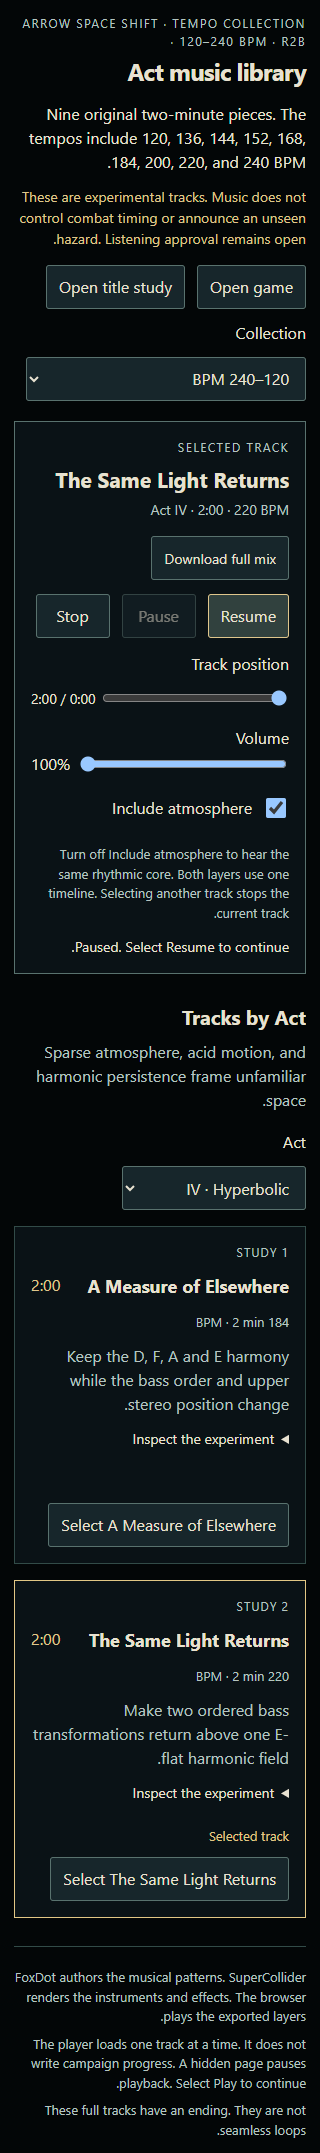 ARROW SPACE SHIFT · TEMPO COLLECTION
· 120–240 BPM · R2B
Act music library
Nine original two-minute pieces. The
tempos include 120, 136, 144, 152, 168,
.184, 200, 220, and 240 BPM
These are experimental tracks. Music does not
control combat timing or announce an unseen
.hazard. Listening approval remains open
Open title study
Open game
Collection
BPM 240–120
SELECTED TRACK
The Same Light Returns
Act IV · 2:00 · 220 BPM
Download full mix
Stop
Pause
Resume
Track position
2:00 / 0:00
Volume
100%
Include atmosphere
Turn off Include atmosphere to hear the
same rhythmic core. Both layers use one
timeline. Selecting another track stops the
.current track
.Paused. Select Resume to continue
Tracks by Act
Sparse atmosphere, acid motion, and
harmonic persistence frame unfamiliar
.space
Act
IV · Hyperbolic
STUDY 1
2:00
A Measure of Elsewhere
BPM · 2 min 184
Keep the D, F, A and E harmony
while the bass order and upper
.stereo position change
Inspect the experiment
Select A Measure of Elsewhere
STUDY 2
2:00
The Same Light Returns
BPM · 2 min 220
Make two ordered bass
transformations return above one E-
.flat harmonic field
Inspect the experiment
Selected track
Select The Same Light Returns
FoxDot authors the musical patterns. SuperCollider
renders the instruments and effects. The browser
.plays the exported layers
The player loads one track at a time. It does not
write campaign progress. A hidden page pauses
.playback. Select Play to continue
These full tracks have an ending. They are not
.seamless loops